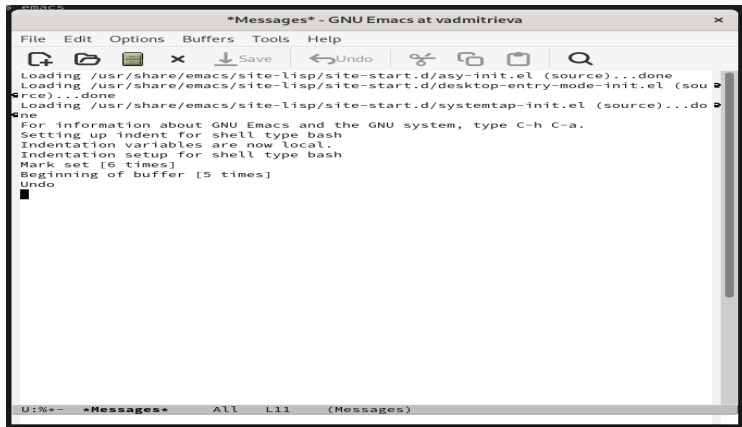 emacs
*Messages* - GNU Emacs at vadmitrieva
File Edit Options Buffers Tools Help
Save Undo
Loading /usr/share/emacs/site-lisp/site-start.d/asy-init.el (source)...done
Loading /usr/share/emacs/site-lisp/site-start.d/desktop-entry-mode-init.el (sou
rce)...done
Loading /usr/share/emacs/site-lisp/site-start.d/systemtap-init.el (source)...do
ne
For information about GNU Emacs and the GNU system, type C-h C-a.
Setting up indent for shell type bash
Indentation variables are now local.
Indentation setup for shell type bash
Mark set [6 times]
Beginning of buffer [5 times]
Undo
U:%*- *Messages* All L11 (Messages)